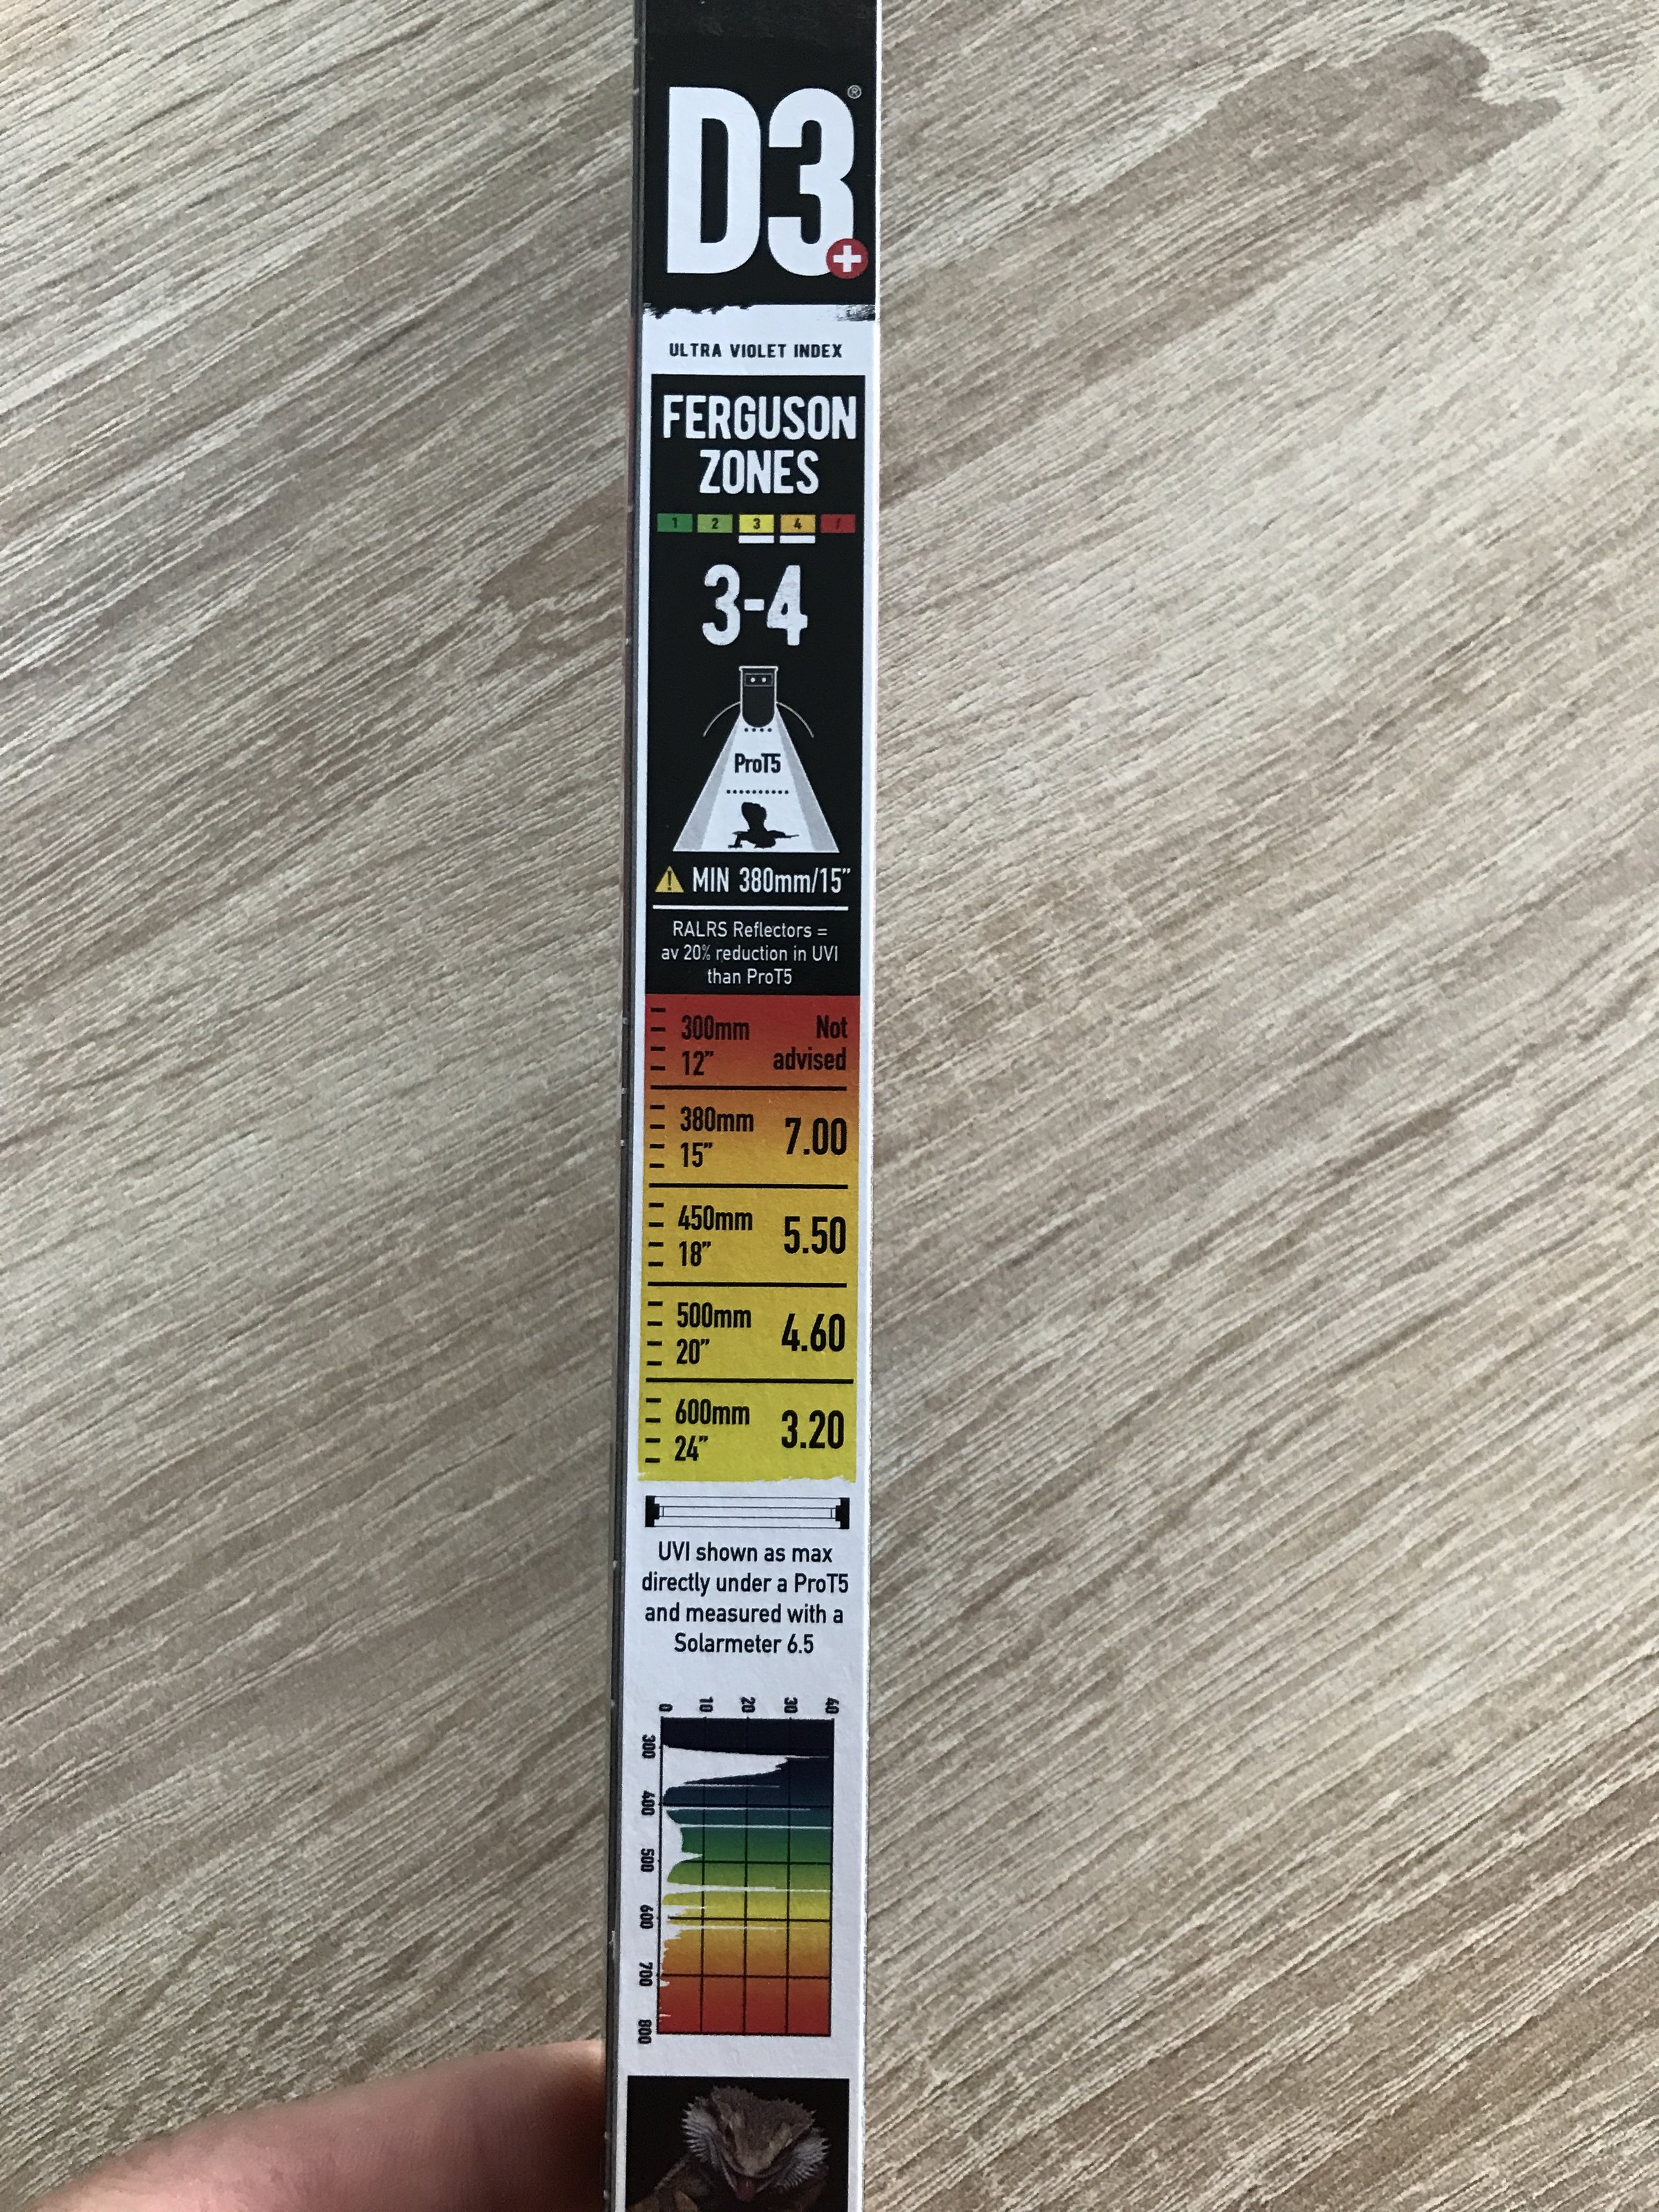 D3®
ULTRA VIOLET INDEX
FERGUSON
ZONES
1 2 3 4 /
3-4
ProT5
! MIN 380mm/15”
RALRS Reflectors =
av 20% reduction in UVI
than ProT5
300mm Not
12” advised
380mm 7.00
15”
450mm 5.50
18”
500mm 4.60
20”
600mm 3.20
24”
UVI shown as max
directly under a ProT5
and measured with a
Solarmeter 6.5
0 10 20 30 40
300
400
500
600
700
800